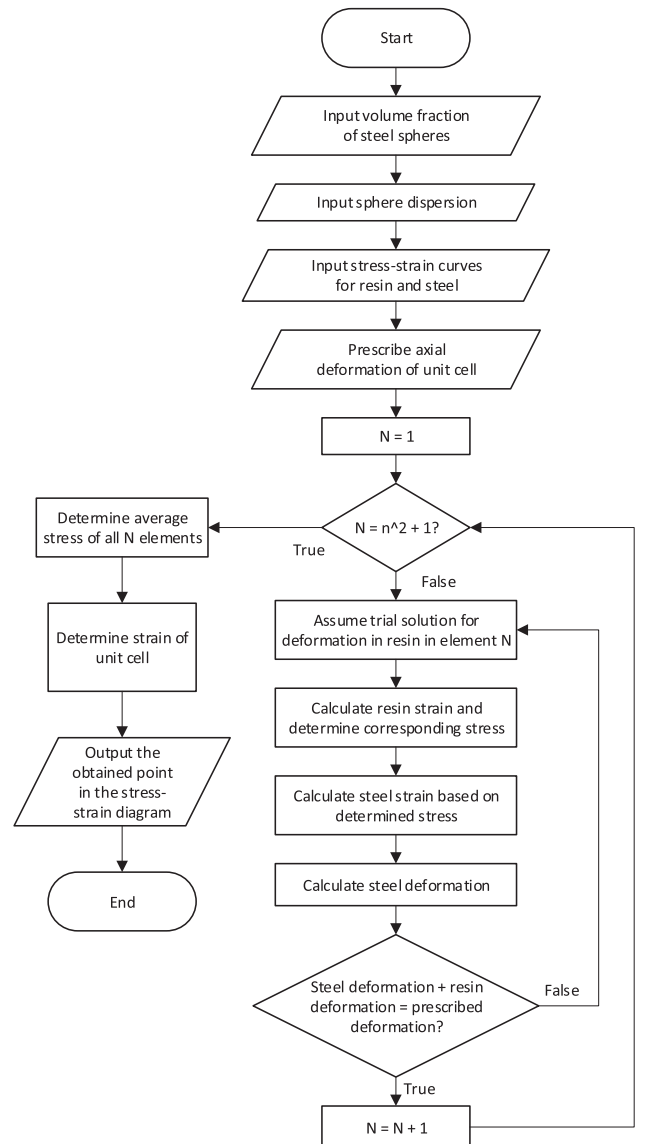 Start
Input volume fraction
of steel spheres
Input sphere dispersion
Input stress-strain curves
for resin and steel
Prescribe axial
deformation of unit cell
N = 1
N = n^2 + 1?
True
False
Determine average
stress of all N elements
Determine strain of
unit cell
Output the
obtained point
in the stress-
strain diagram
End
Assume trial solution for
deformation in resin in element N
Calculate resin strain and
determine corresponding stress
Calculate steel strain based on
determined stress
Calculate steel deformation
Steel deformation + resin
deformation = prescribed
deformation?
False
True
N = N + 1